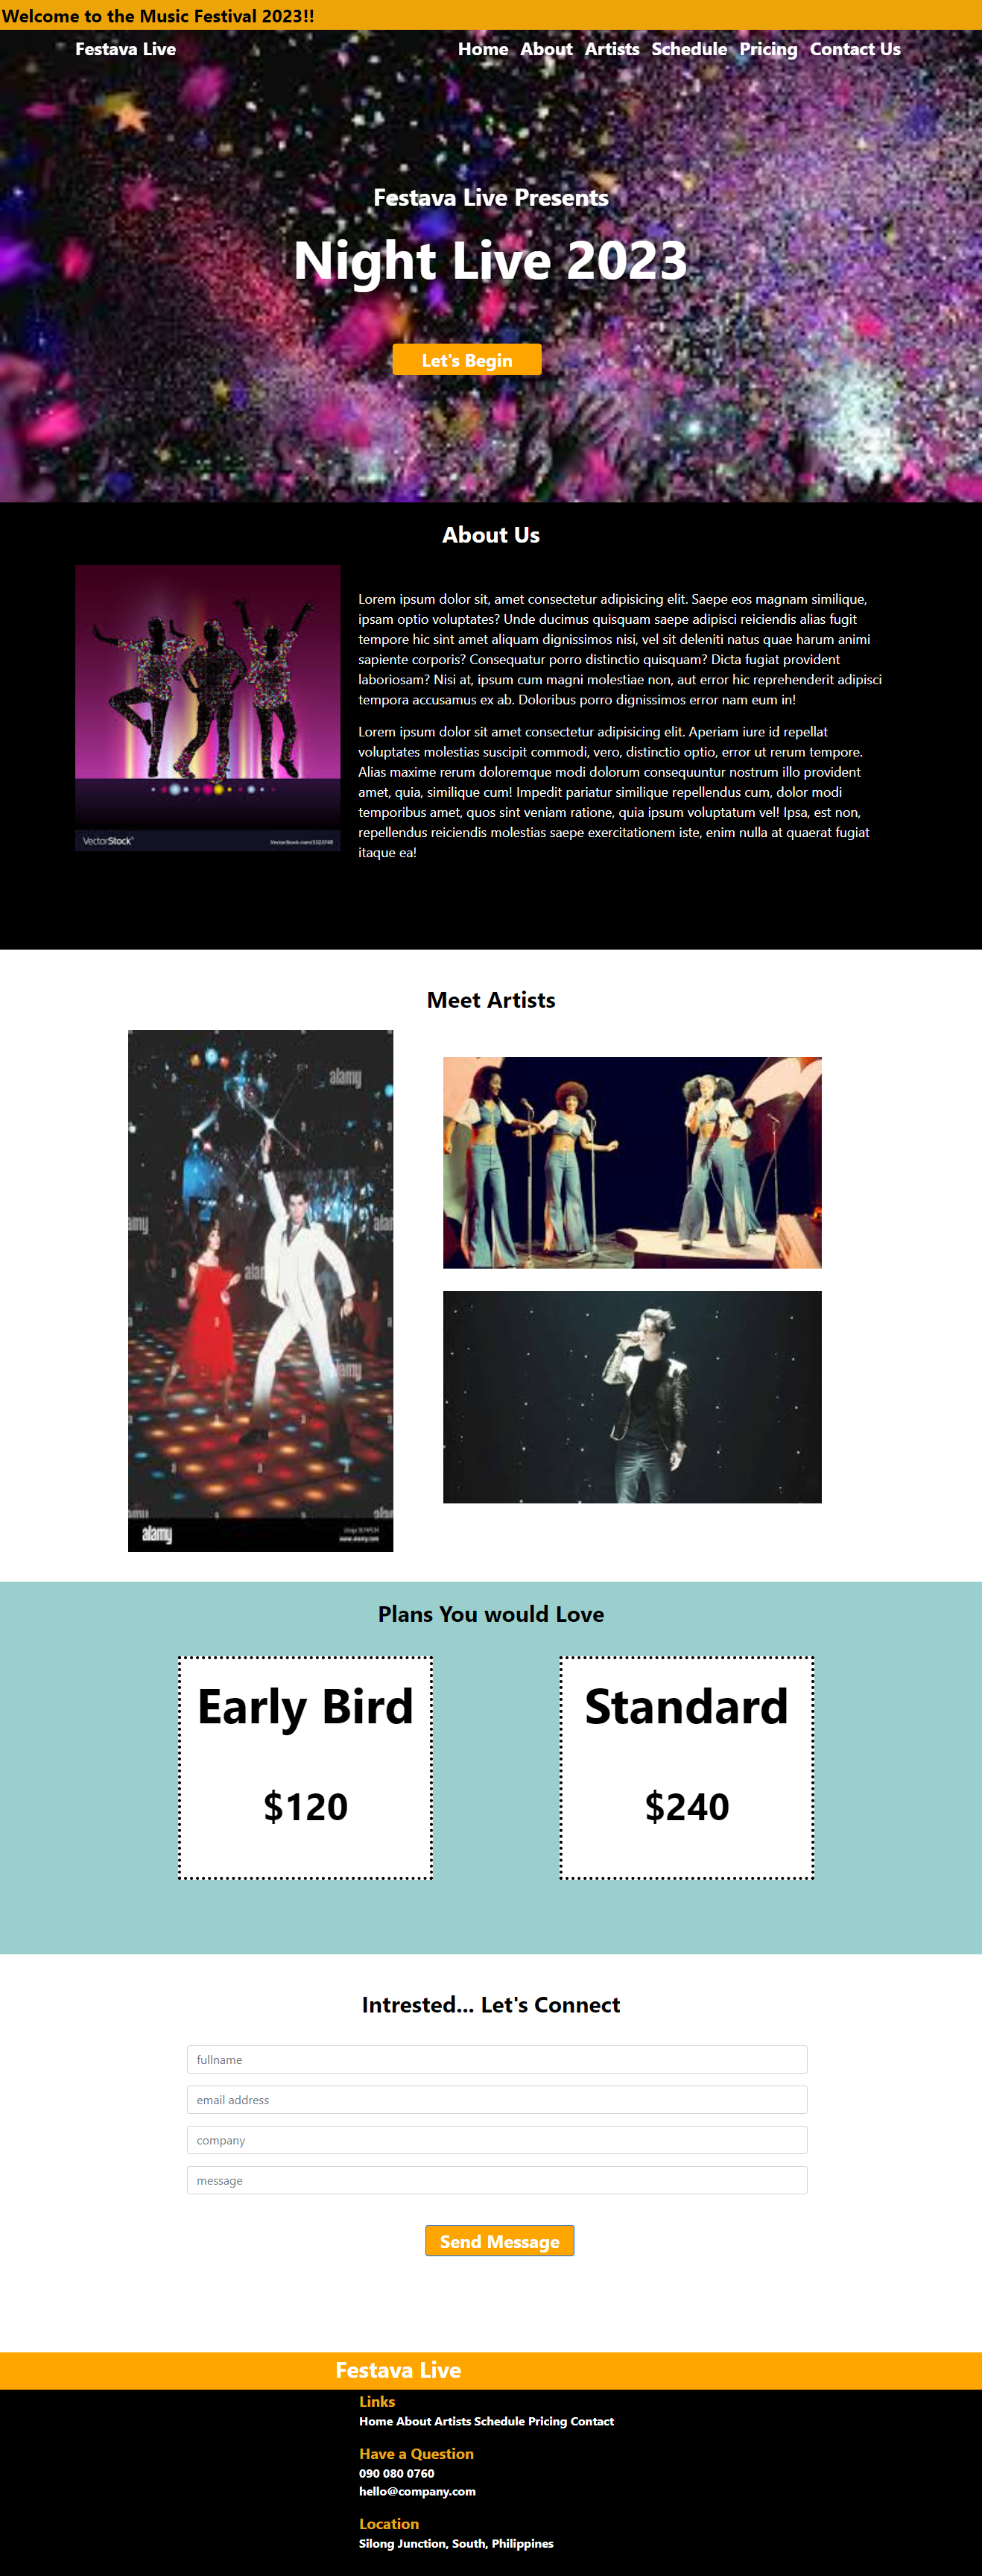 Welcome to the Music Festival 2023!!
Festava Live
Home About Artists Schedule Pricing Contact Us
Festava Live Presents
Night Live 2023
Let's Begin
About Us
Lorem ipsum dolor sit, amet consectetur adipisicing elit. Saepe eos magnam similique,
ipsam optio voluptates? Unde ducimus quisquam saepe adipisci reiciendis alias fugit
tempore hic sint amet aliquam dignissimos nisi, vel sit deleniti natus quae harum animi
sapiente corporis? Consequatur porro distinctio quisquam? Dicta fugiat provident
laboriosam? Nisi at, ipsum cum magni molestiae non, aut error hic reprehenderit adipisci
tempora accusamus ex ab. Doloribus porro dignissimos error nam eum in!
Lorem ipsum dolor sit amet consectetur adipisicing elit. Aperiam iure id repellat
voluptates molestias suscipit commodi, vero, distinctio optio, error ut rerum tempore.
Alias maxime rerum doloremque modi dolorum consequuntur nostrum illo provident
amet, quia, similique cum! Impedit pariatur similique repellendus cum, dolor modi
temporibus amet, quos sint veniam ratione, quia ipsum voluptatum vel! Ipsa, est non,
repellendus reiciendis molestias saepe exercitationem iste, enim nulla at quaerat fugiat
itaque ea!
VectorStock
Meet Artists
alamy
alamy
alamy
Plans You would Love
Early Bird
$120
Standard
$240
Intrested... Let's Connect
fullname
email address
company
message
Send Message
Festava Live
Links
Home About Artists Schedule Pricing Contact
Have a Question
090 080 0760
hello@company.com
Location
Silong Junction, South, Philippines